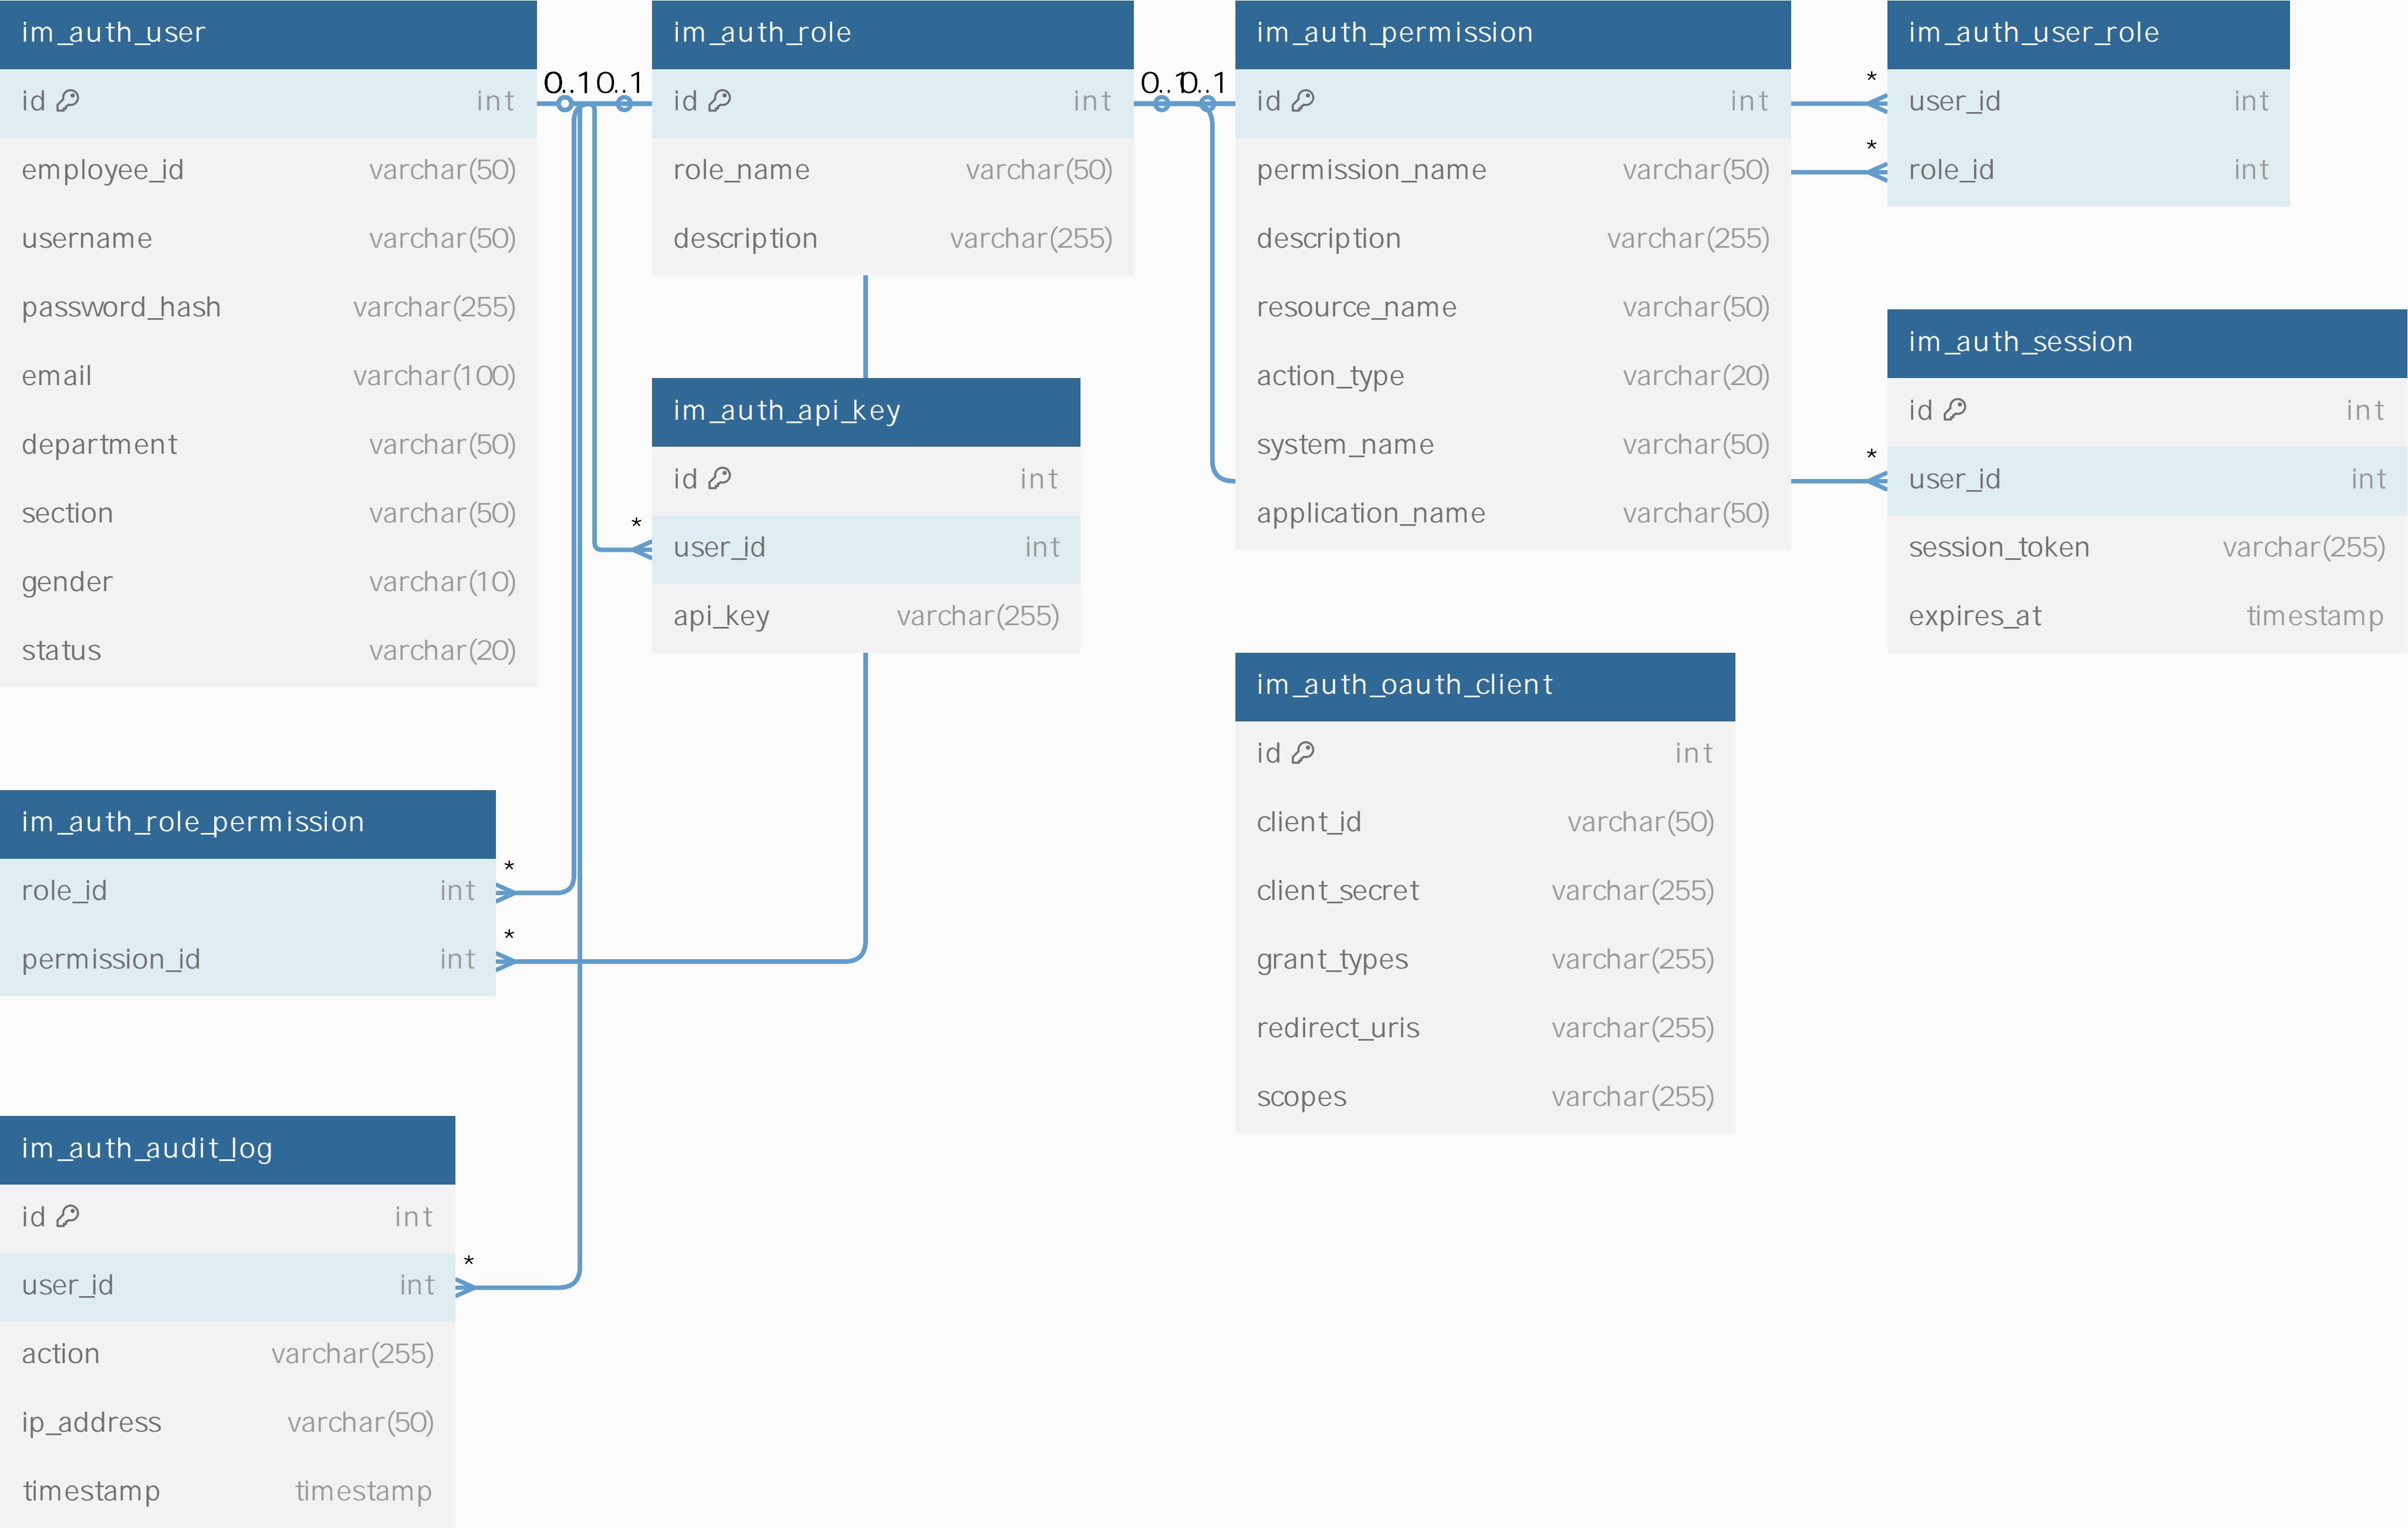 im_auth_user
id int
employee_id varchar(50)
username varchar(50)
password_hash varchar(255)
email varchar(100)
department varchar(50)
section varchar(50)
gender varchar(10)
status varchar(20)
0..1 0..1
im_auth_role
id int
role_name varchar(50)
description varchar(255)
0..1 0..1
im_auth_permission
id int
permission_name varchar(50)
description varchar(255)
resource_name varchar(50)
action_type varchar(20)
system_name varchar(50)
application_name varchar(50)
im_auth_user_role
* user_id int
* role_id int
im_auth_session
id int
* user_id int
session_token varchar(255)
expires_at timestamp
im_auth_api_key
id int
* user_id int
api_key varchar(255)
im_auth_oauth_client
id int
client_id varchar(50)
client_secret varchar(255)
grant_types varchar(255)
redirect_uris varchar(255)
scopes varchar(255)
im_auth_role_permission
role_id int *
permission_id int *
im_auth_audit_log
id int
user_id int *
action varchar(255)
ip_address varchar(50)
timestamp timestamp